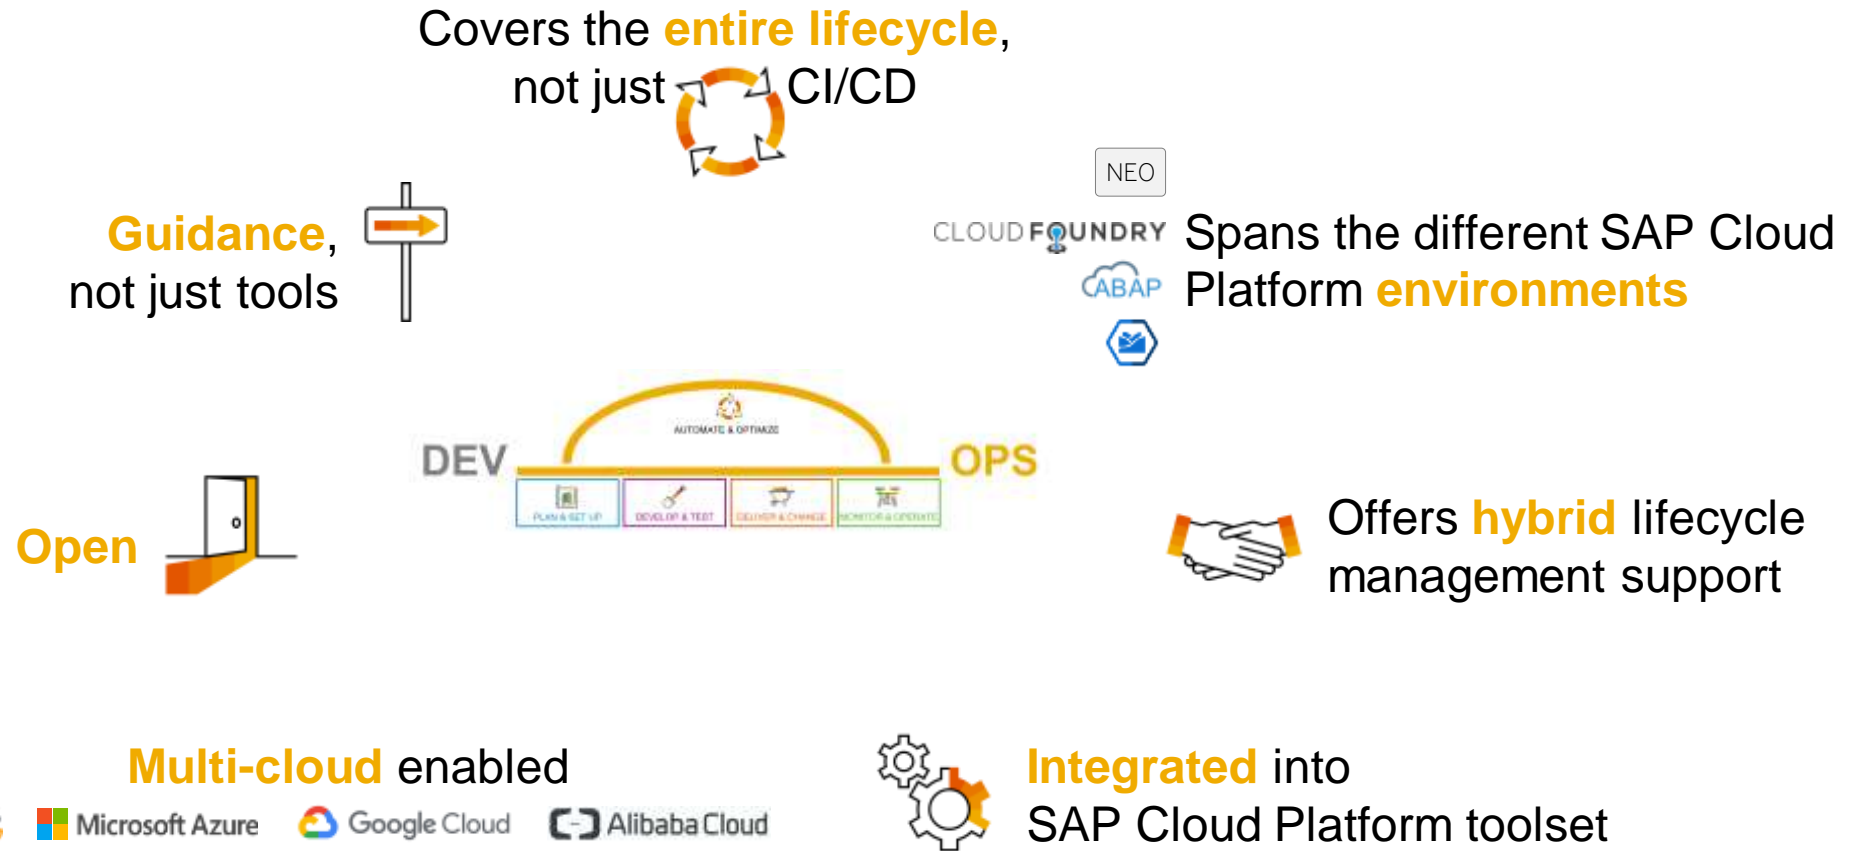 Covers the entire lifecycle,
not just CI/CD
NEO
Guidance,
not just tools
CLOUD FOUNDRY
Spans the different SAP Cloud
Platform environments
ABAP
AUTOMATE & OPTIMIZE
DEV
OPS
PLAN & SET UP
DEVELOP & TEST
DELIVER & CHANGE
MONITOR & OPERATE
Open
Offers hybrid lifecycle
management support
Multi-cloud enabled
Microsoft Azure
Google Cloud
Alibaba Cloud
Integrated into
SAP Cloud Platform toolset